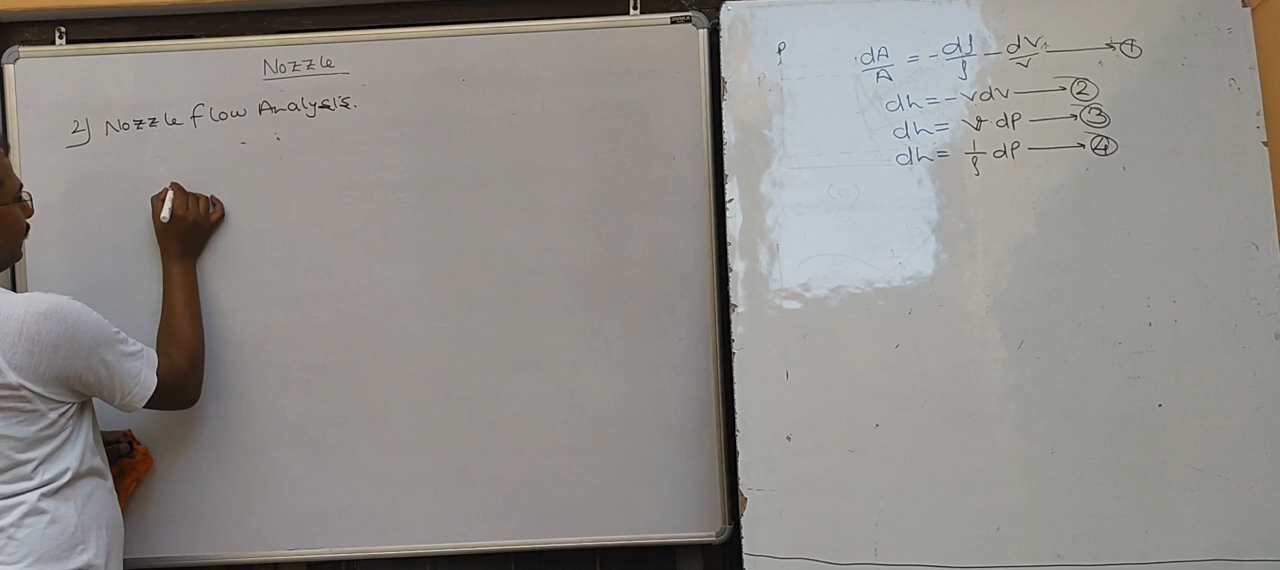 Nozzle
2) Nozzle flow Analysis.
ρ
dA/A = - dρ/ρ - dV/V → ①
dh = -vdv → ②
dh = v dP → ③
dh = 1/ρ dP → ④
(a)